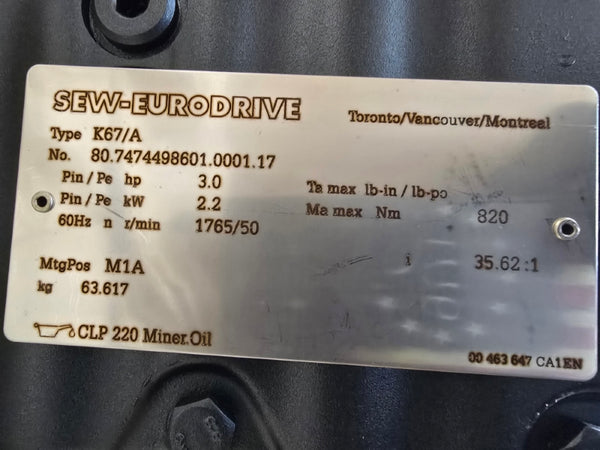 SEW-EURODRIVE
Toronto/Vancouver/Montreal
Type K67/A
No. 80.7474498601.0001.17
Pin / Pe hp 3.0
Pin / Pe kW 2.2
60Hz n r/min 1765/50
Ta max lb-in / lb-po
Ma max Nm 820
i 35.62 :1
MtgPos M1A
kg 63.617
CLP 220 Miner.Oil
00 463 647 CA1EN